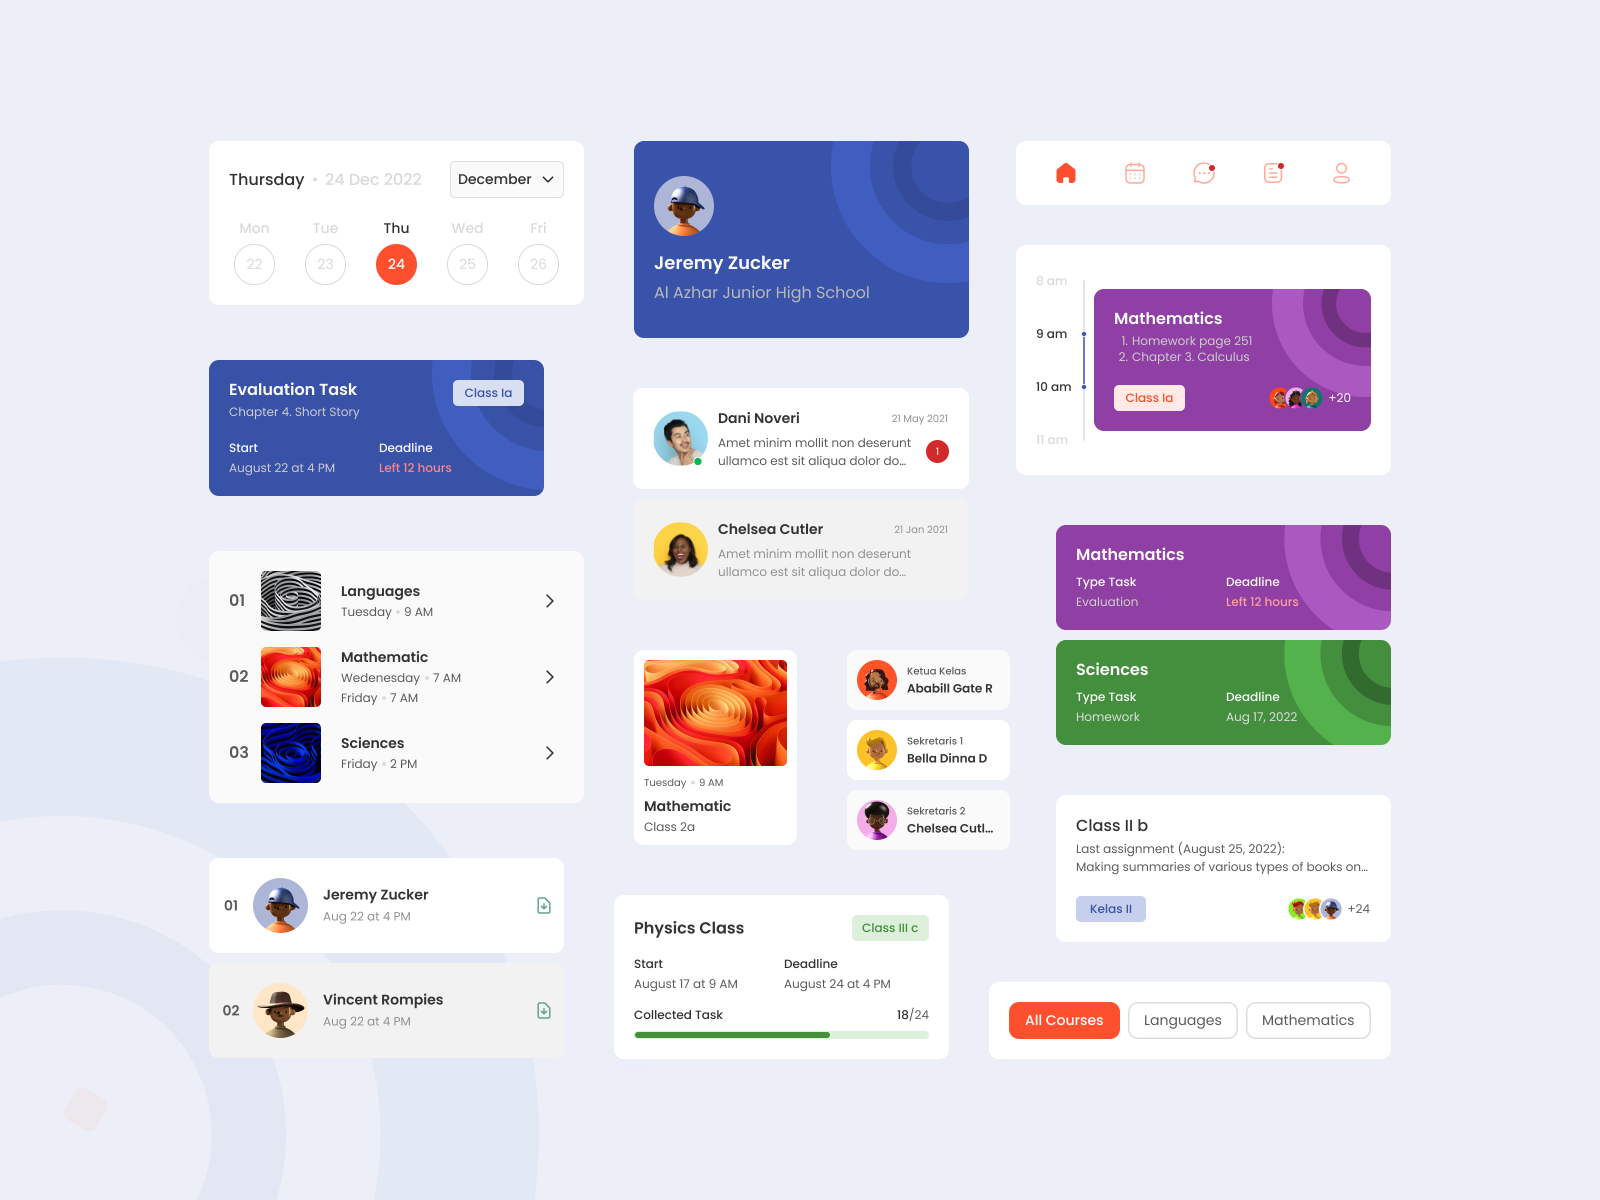 Thursday • 24 Dec 2022
December
Mon Tue Thu Wed Fri
22 23 24 25 26
Evaluation Task
Class Ia
Chapter 4. Short Story
Start Deadline
August 22 at 4 PM Left 12 hours
01
Languages
Tuesday • 9 AM
02
Mathematic
Wedenesday • 7 AM
Friday • 7 AM
03
Sciences
Friday • 2 PM
01
Jeremy Zucker
Aug 22 at 4 PM
02
Vincent Rompies
Aug 22 at 4 PM
Jeremy Zucker
Al Azhar Junior High School
Dani Noveri
21 May 2021
Amet minim mollit non deserunt
ullamco est sit aliqua dolor do...
1
Chelsea Cutler
21 Jan 2021
Amet minim mollit non deserunt
ullamco est sit aliqua dolor do...
Tuesday • 9 AM
Mathematic
Class 2a
Ketua Kelas
Ababill Gate R
Sekretaris 1
Bella Dinna D
Sekretaris 2
Chelsea Cutl...
Physics Class
Class III c
Start Deadline
August 17 at 9 AM August 24 at 4 PM
Collected Task 18/24
8 am
9 am
10 am
11 am
Mathematics
1. Homework page 251
2. Chapter 3. Calculus
Class Ia
+20
Mathematics
Type Task Deadline
Evaluation Left 12 hours
Sciences
Type Task Deadline
Homework Aug 17, 2022
Class II b
Last assignment (August 25, 2022):
Making summaries of various types of books on...
Kelas II
+24
All Courses Languages Mathematics